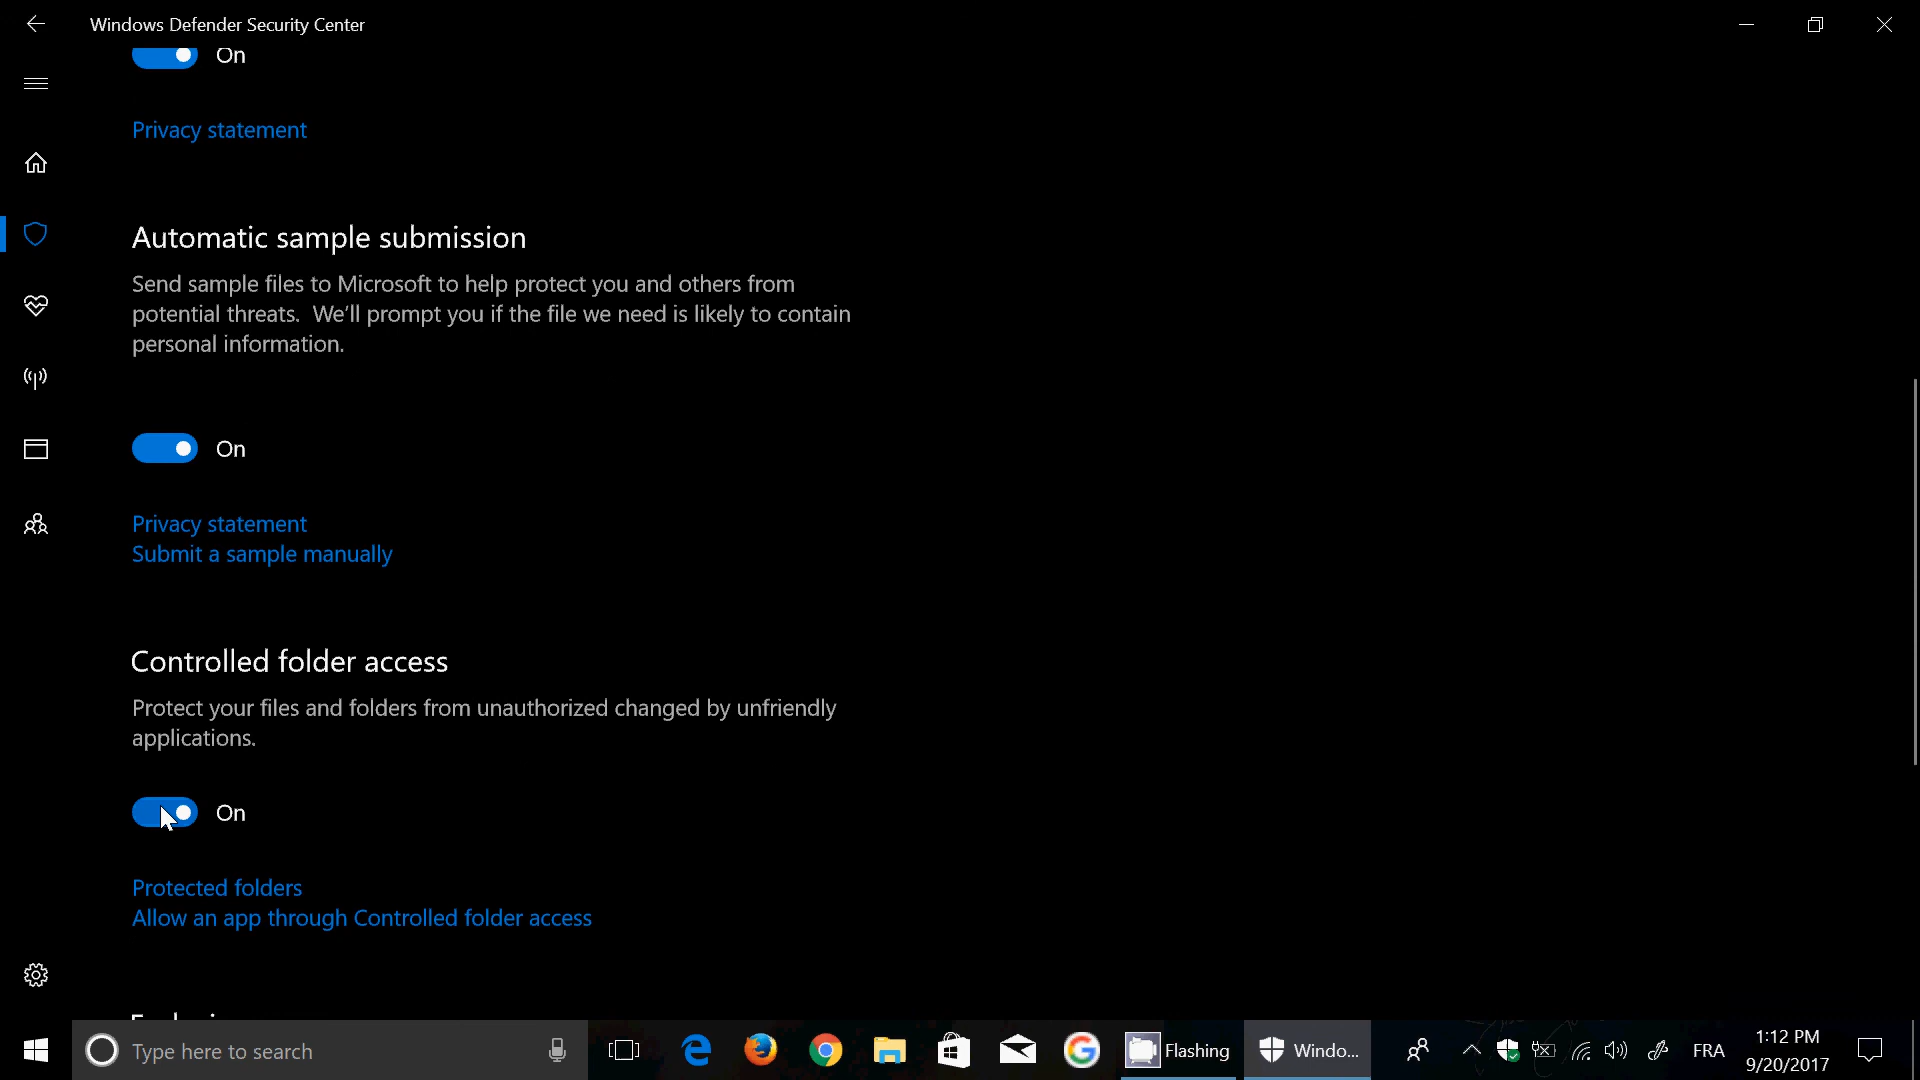 Windows Defender Security Center
On
Privacy statement
Automatic sample submission
Send sample files to Microsoft to help protect you and others from
potential threats.  We'll prompt you if the file we need is likely to contain
personal information.
On
Privacy statement
Submit a sample manually
Controlled folder access
Protect your files and folders from unauthorized changed by unfriendly
applications.
On
Protected folders
Allow an app through Controlled folder access
Type here to search
Flashing
Windo...
FRA
1:12 PM
9/20/2017